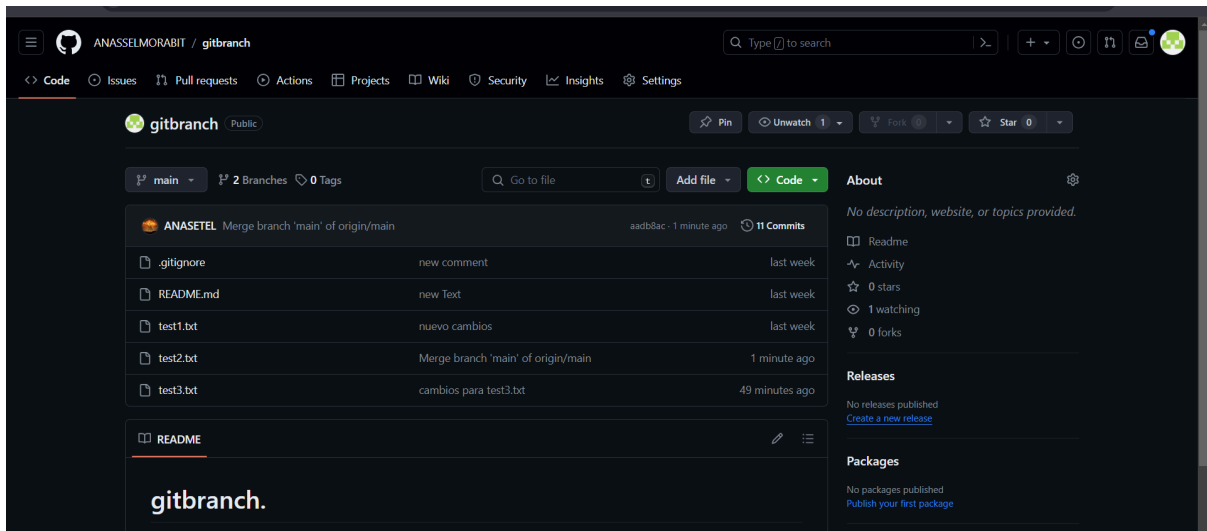 ANASSELMORABIT / gitbranch
Type / to search
Code Issues Pull requests Actions Projects Wiki Security Insights Settings
gitbranch Public
Pin Unwatch 1 Fork 0 Star 0
main 2 Branches 0 Tags Go to file t Add file Code
ANASETEL Merge branch 'main' of origin/main aadb8ac · 1 minute ago 11 Commits
.gitignore new comment last week
README.md new Text last week
test1.txt nuevo cambios last week
test2.txt Merge branch 'main' of origin/main 1 minute ago
test3.txt cambios para test3.txt 49 minutes ago
README
gitbranch.
About
No description, website, or topics provided.
Readme
Activity
0 stars
1 watching
0 forks
Releases
No releases published
Create a new release
Packages
No packages published
Publish your first package